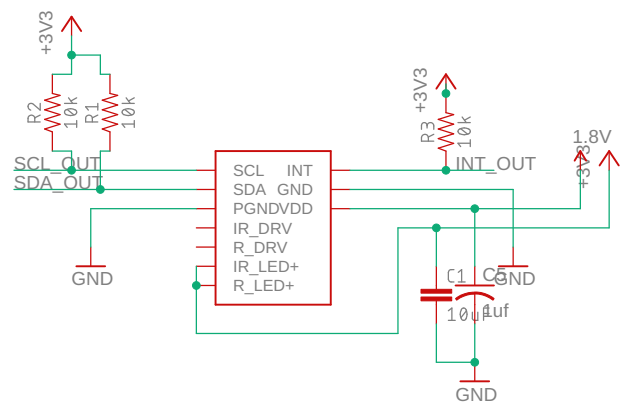 +3V3
R2
10k
R1
10k
SCL_OUT
SDA_OUT
+3V3
R3
10k
INT_OUT
1.8V
+3V3
SCL INT
SDA GND
PGND VDD
IR_DRV
R_DRV
IR_LED+
R_LED+
GND
GND
C1
10uF
C5
1uf
GND